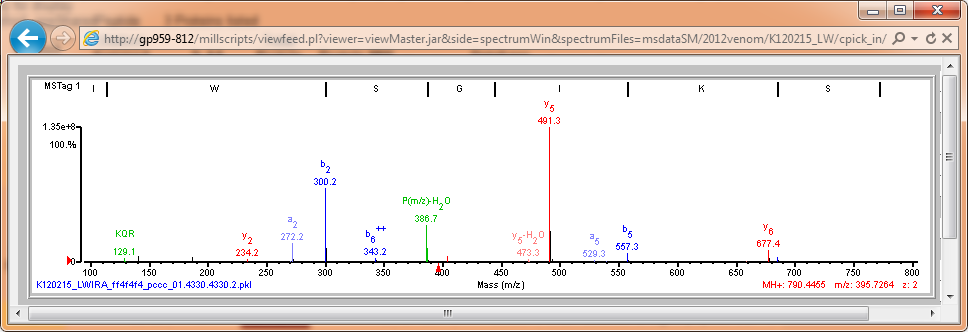 3 Proteins listed
http://gp959-812/millscripts/viewfeed.pl?viewer=viewMaster.jar&side=spectrumWin&spectrumFiles=msdataSM/2012venom/K120215_LW/cpick_in/
MSTag 1 I W S G I K S
y5
1.35e+8 491.3
100.%
b2
300.2
P(m/z)-H2O
386.7
KQR y2 a2 b6++ y5-H2O a5 b5 y6
129.1 234.2 272.2 343.2 473.3 529.3 557.3 677.4
100 150 200 250 300 350 400 450 500 550 600 650 700 750 800
K120215_LWIRA_ff4f4f4_pccc_01.4330.4330.2.pkl Mass (m/z) MH+: 790.4455 m/z: 395.7264 z: 2